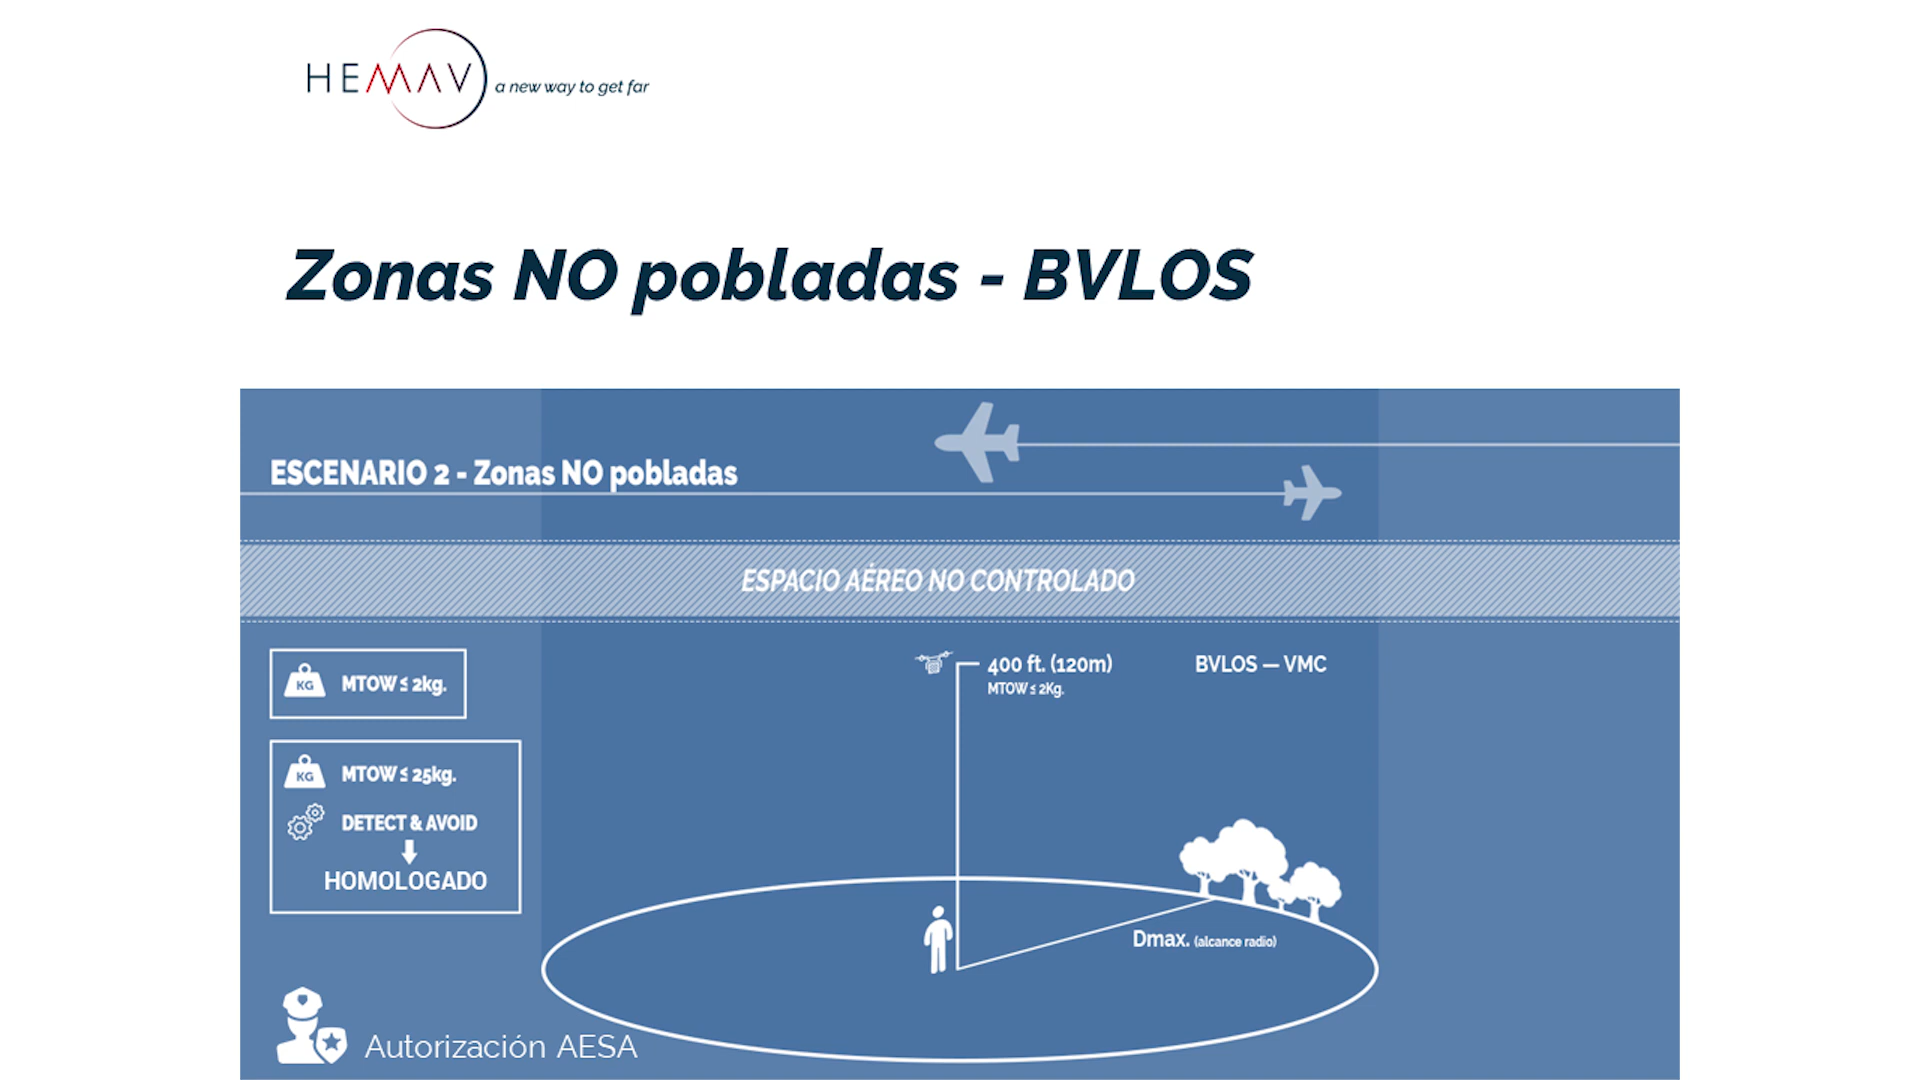 HEMAV
a new way to get far
Zonas NO pobladas - BVLOS
ESCENARIO 2 - Zonas NO pobladas
ESPACIO AÉREO NO CONTROLADO
KG MTOW ≤ 2kg.
400 ft. (120m)
MTOW ≤ 2Kg.
BVLOS — VMC
KG MTOW ≤ 25kg.
DETECT & AVOID
HOMOLOGADO
Dmax. (alcance radio)
Autorización AESA